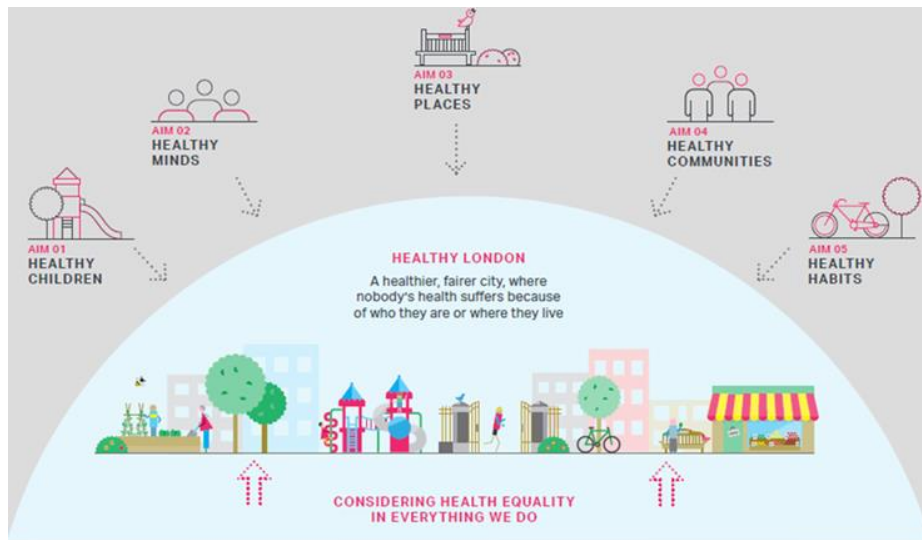 AIM 03
HEALTHY
PLACES
AIM 02
HEALTHY
MINDS
AIM 04
HEALTHY
COMMUNITIES
AIM 01
HEALTHY
CHILDREN
AIM 05
HEALTHY
HABITS
HEALTHY LONDON
A healthier, fairer city, where
nobody's health suffers because
of who they are or where they live
CONSIDERING HEALTH EQUALITY
IN EVERYTHING WE DO